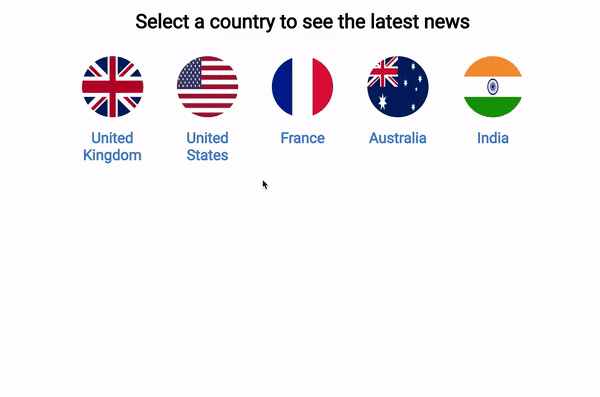 Select a country to see the latest news
United
Kingdom
United
States
France
Australia
India